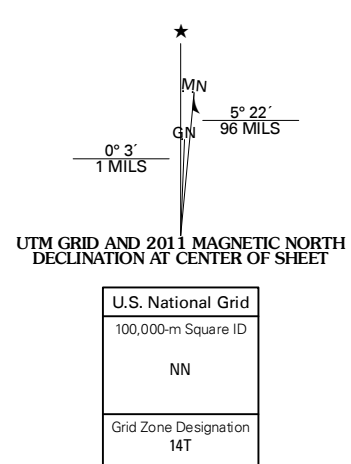 ★
MN
5° 22´
96 MILS
GN
0° 3´
1 MILS
UTM GRID AND 2011 MAGNETIC NORTH
DECLINATION AT CENTER OF SHEET
U.S. National Grid
100,000-m Square ID
NN
Grid Zone Designation
14T